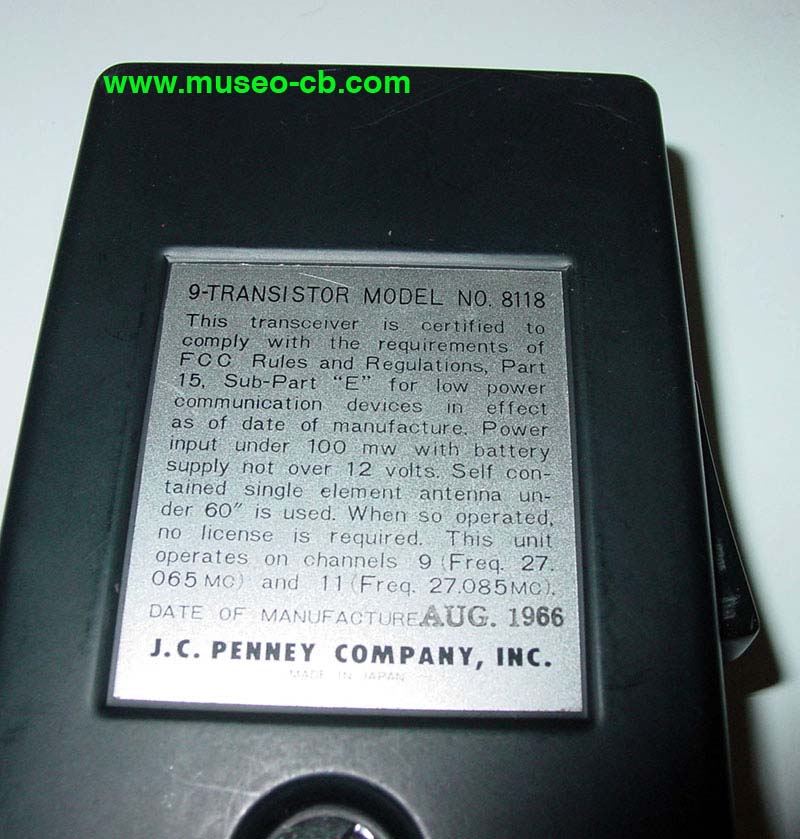 www.museo-cb.com
9-TRANSISTOR MODEL NO. 8118
This transceiver is certified to
comply with the requirements of
FCC Rules and Regulations, Part
15, Sub-Part "E" for low power
communication devices in effect
as of date of manufacture. Power
input under 100 mw with battery
supply not over 12 volts. Self con-
tained single element antenna un-
der 60" is used. When so operated,
no license is required. This unit
operates on channels 9 (Freq. 27.
065 MC) and 11 (Freq. 27.085 MC).
DATE OF MANUFACTURE AUG. 1966
J.C. PENNEY COMPANY, INC.
MADE IN JAPAN